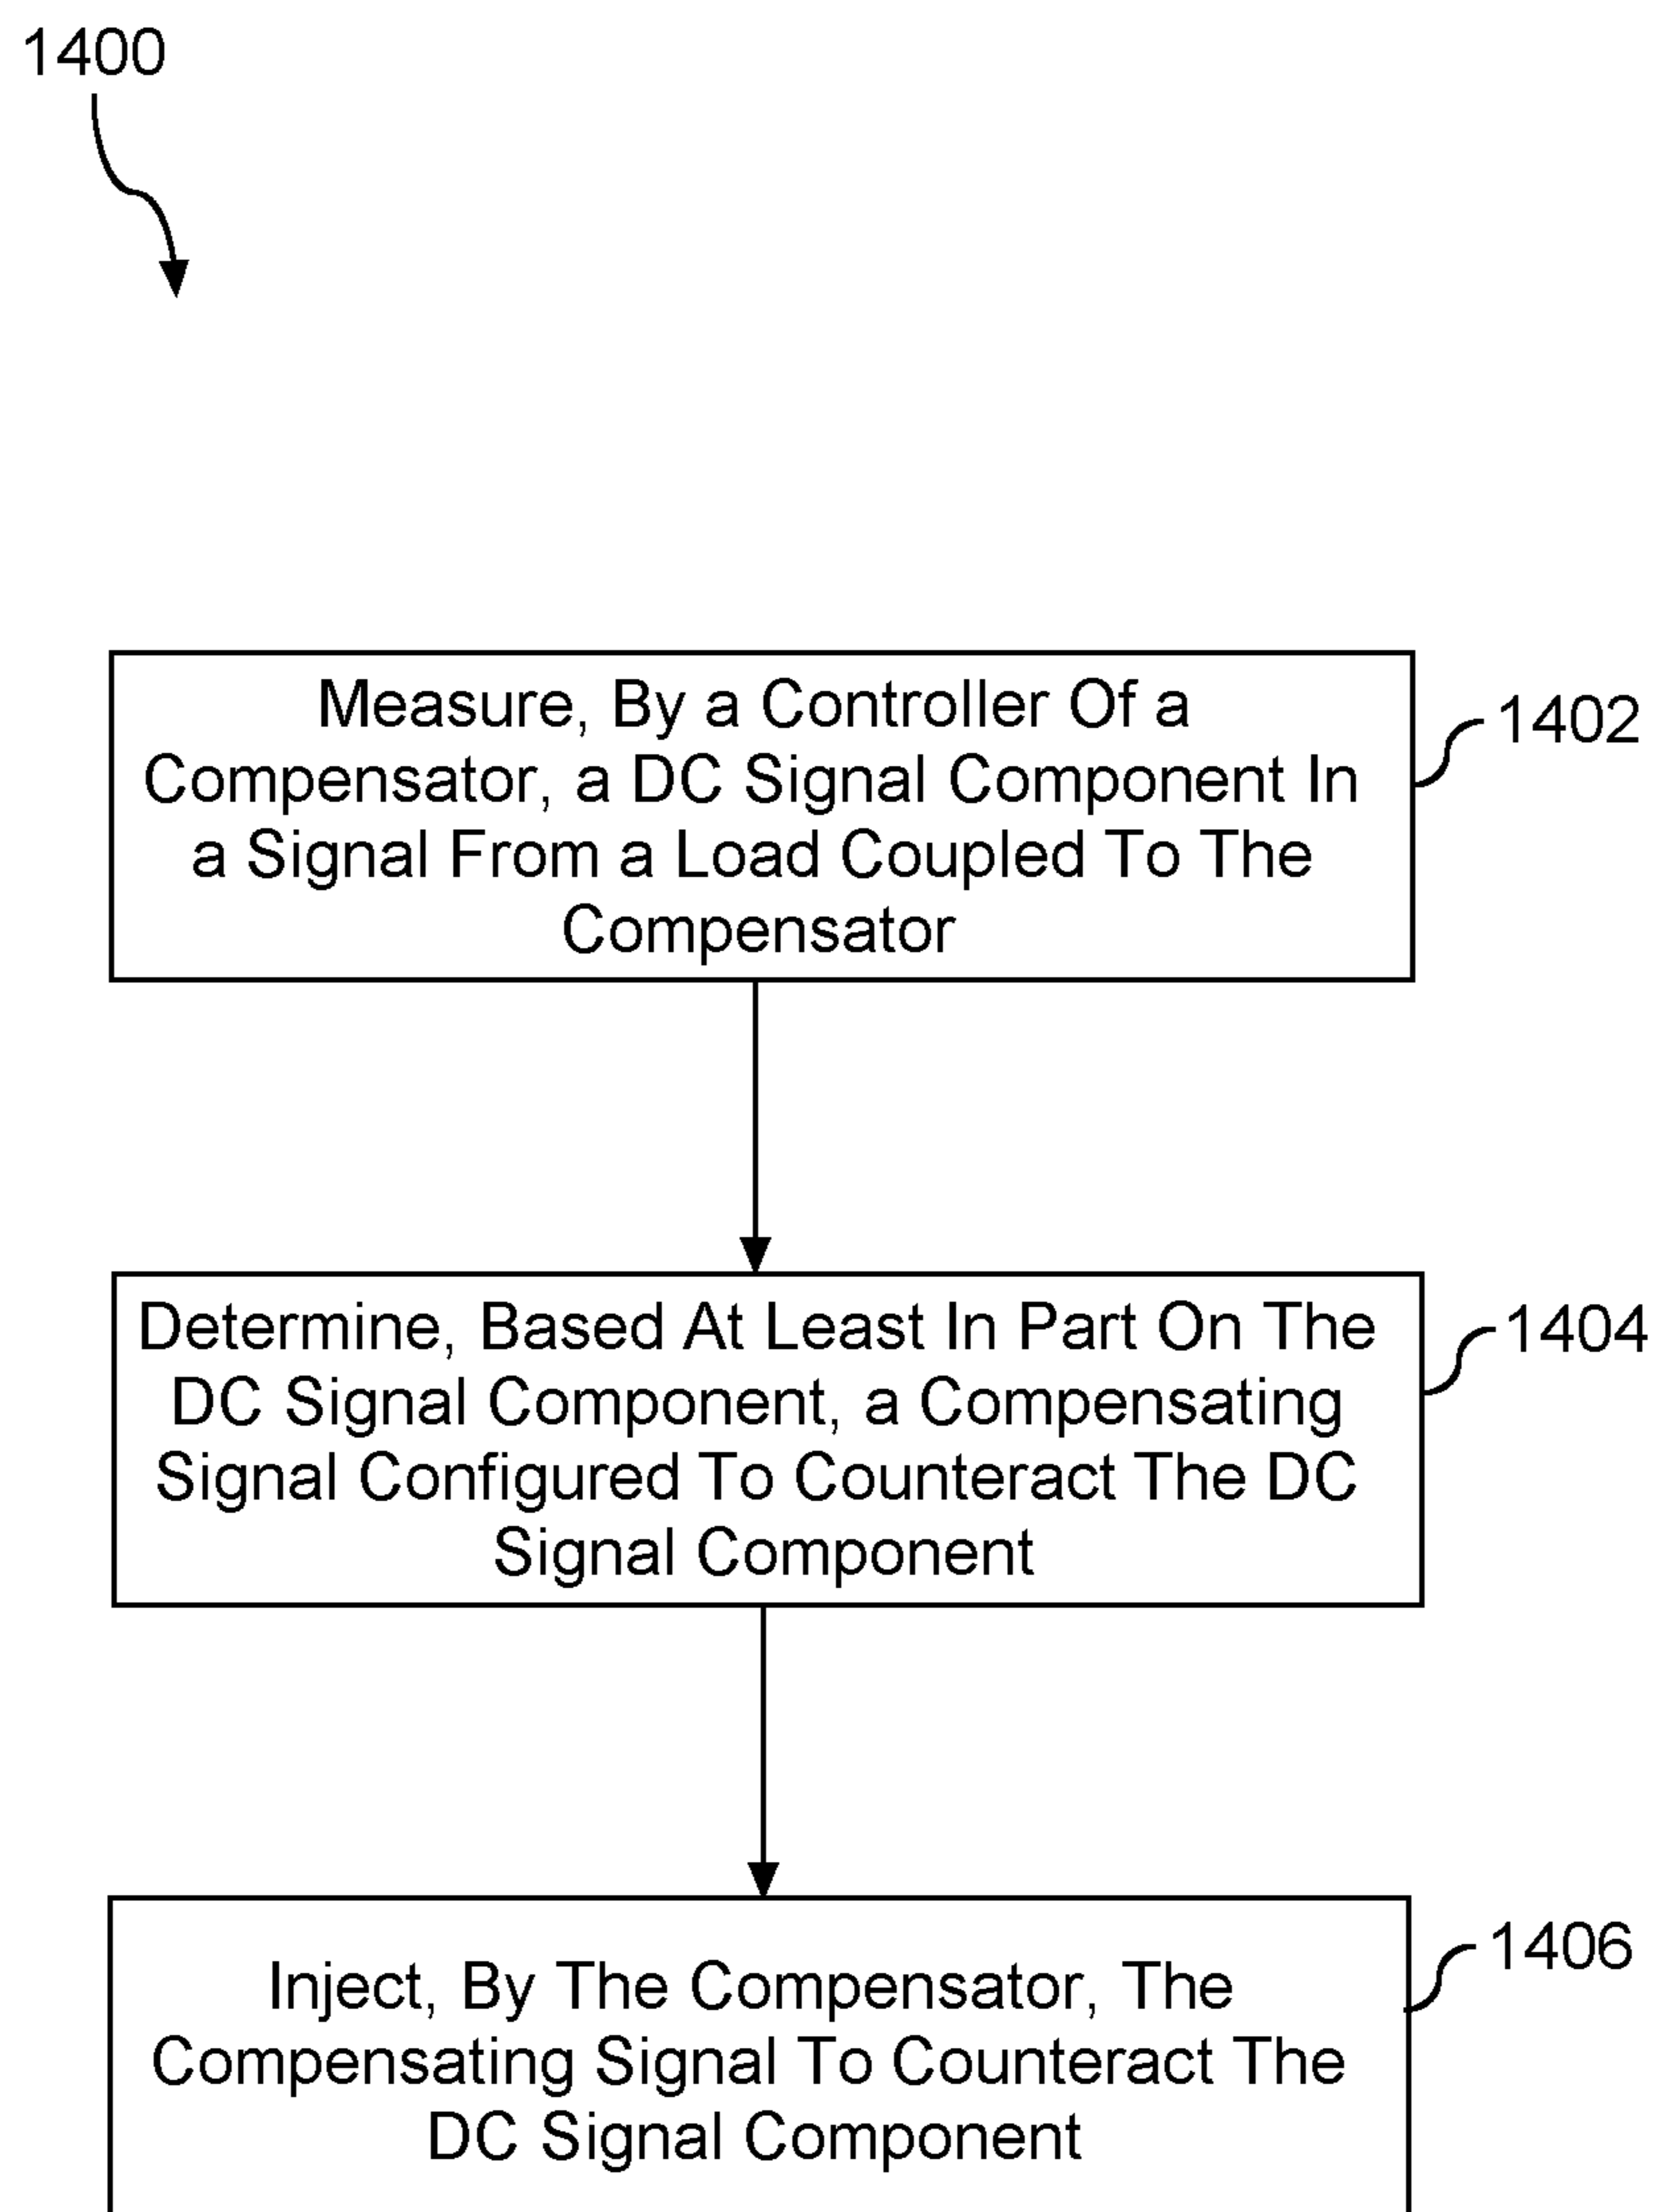 1400
Measure, By a Controller Of a
Compensator, a DC Signal Component In
a Signal From a Load Coupled To The
Compensator
1402
Determine, Based At Least In Part On The
DC Signal Component, a Compensating
Signal Configured To Counteract The DC
Signal Component
1404
Inject, By The Compensator, The
Compensating Signal To Counteract The
DC Signal Component
1406